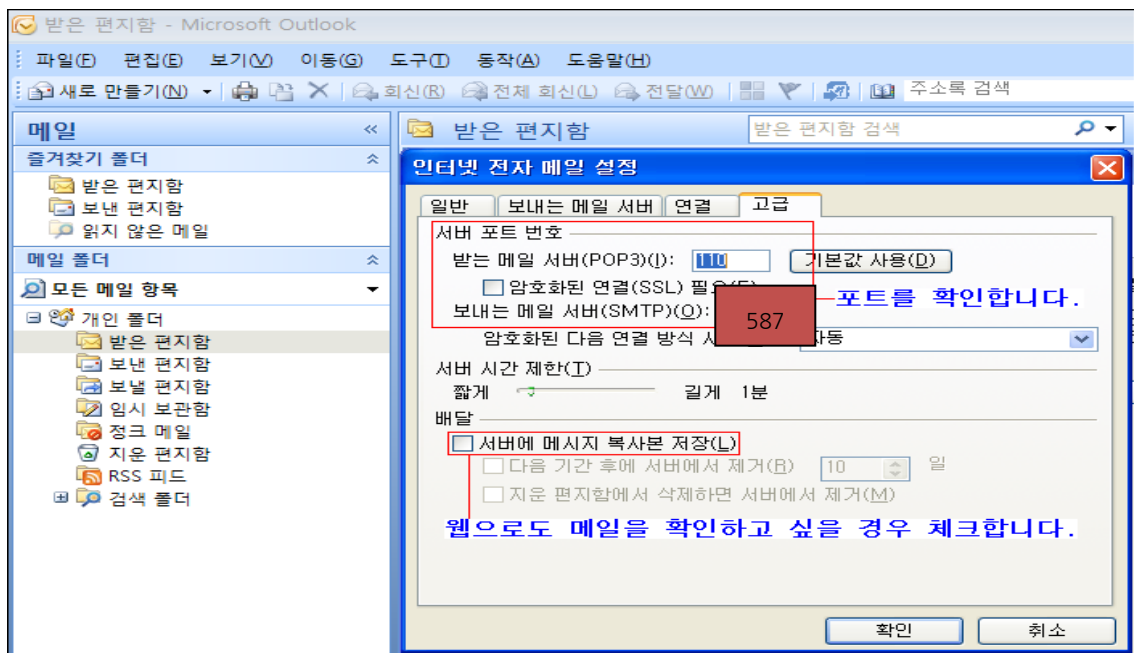 받은 편지함 - Microsoft Outlook
파일(F) 편집(E) 보기(V) 이동(G) 도구(T) 동작(A) 도움말(H)
새로 만들기(N) 회신(R) 전체 회신(L) 전달(W) 주소록 검색
메일
즐겨찾기 폴더
받은 편지함
보낸 편지함
읽지 않은 메일
메일 폴더
모든 메일 항목
개인 폴더
받은 편지함
보낸 편지함
보낼 편지함
임시 보관함
정크 메일
지운 편지함
RSS 피드
검색 폴더
받은 편지함 받은 편지함 검색
인터넷 전자 메일 설정
일반 보내는 메일 서버 연결 고급
서버 포트 번호
받는 메일 서버(POP3)(I): 110 기본값 사용(D)
암호화된 연결(SSL) 필요
포트를 확인합니다.
보내는 메일 서버(SMTP)(O): 587
암호화된 다음 연결 방식 자동
서버 시간 제한(T)
짧게 길게 1분
배달
서버에 메시지 복사본 저장(L)
다음 기간 후에 서버에서 제거(R) 10 일
지운 편지함에서 삭제하면 서버에서 제거(M)
웹으로도 메일을 확인하고 싶을 경우 체크합니다.
확인 취소